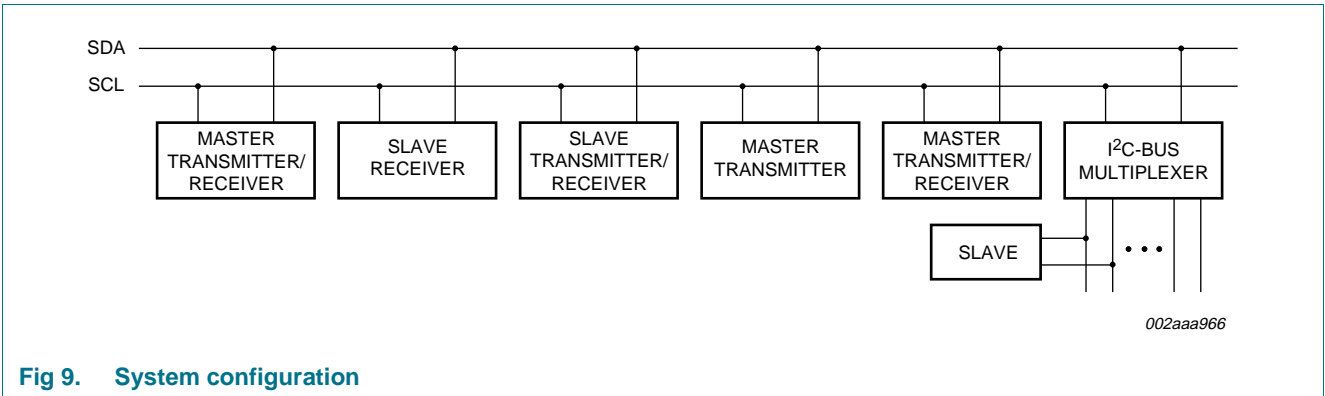 SDA
SCL
MASTER
TRANSMITTER/
RECEIVER
SLAVE
RECEIVER
SLAVE
TRANSMITTER/
RECEIVER
MASTER
TRANSMITTER
MASTER
TRANSMITTER/
RECEIVER
I²C-BUS
MULTIPLEXER
SLAVE
002aaa966
Fig 9. System configuration